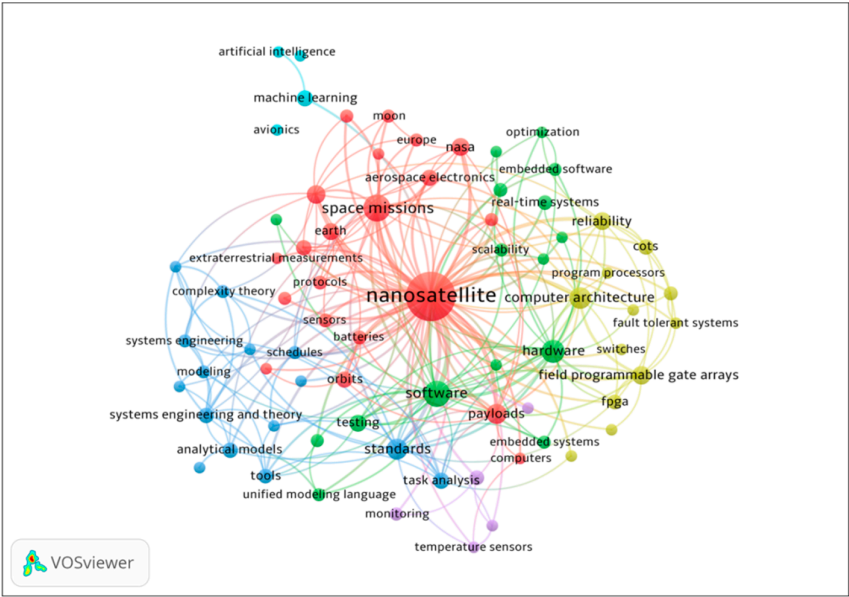 artificial intelligence
machine learning
avionics
moon
europe
nasa
optimization
aerospace electronics
embedded software
space missions
real-time systems
reliability
earth
scalability
cots
extraterrestrial measurements
program processors
complexity theory
protocols
nanosatellite
computer architecture
sensors
fault tolerant systems
batteries
systems engineering
schedules
hardware
switches
modeling
orbits
field programmable gate arrays
software
fpga
systems engineering and theory
testing
payloads
analytical models
standards
embedded systems
computers
tools
task analysis
unified modeling language
monitoring
temperature sensors
VOSviewer